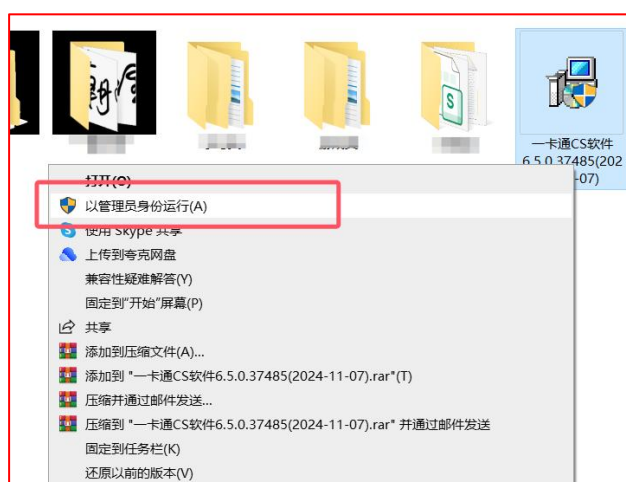 一卡通CS软件
6.5.0.37485(202
-07)
打开(O)
以管理员身份运行(A)
使用 Skype 共享
上传到夸克网盘
兼容性疑难解答(Y)
固定到"开始"屏幕(P)
共享
添加到压缩文件(A)...
添加到 "一卡通CS软件6.5.0.37485(2024-11-07).rar"(T)
压缩并通过邮件发送...
压缩到 "一卡通CS软件6.5.0.37485(2024-11-07).rar" 并通过邮件发送
固定到任务栏(K)
还原以前的版本(V)